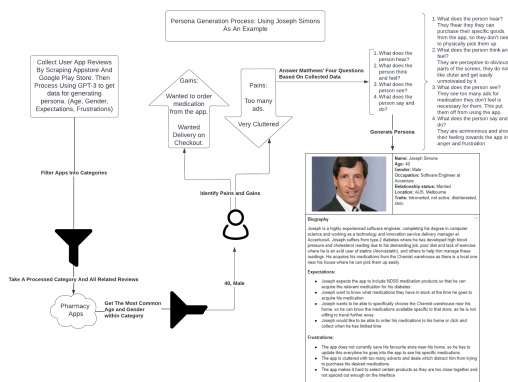 Persona Generation Process: Using Joseph Simons
As An Example
Collect User App Reviews
By Scraping Appstore And
Google Play Store. Then
Process Using GPT-3 to get
data for generating
persona. (Age, Gender,
Expectations, Frustrations)
Filter Apps Into Categories
Take A Processed Category And All Related Reviews
Pharmacy
Apps
Get The Most Common
Age and Gender
within Category
40, Male
Identify Pains and Gains
Gains:
Wanted to order
medication
from the app.
Wanted
Delivery on
Checkout.
Pains:
Too many
ads.
Very Cluttered
Answer Matthews' Four Questions
Based On Collected Data
1. What does the
person hear?
2. What does the
person think
and feel?
3. What does the
person see?
4. What does the
person say and
do?
Generate Persona
1. What does the person hear?
They fhear they they can
purchase their specific goods
from the app, so they don't nee
to physically pick them up
2. What does the person think an
feel?
They are perceptive to obvious
parts of the screen, they do no
like cluter and get easily
unmotivated by it
3. What does the person see?
They see too many ads for
medication they don't feel is
necessary for them. This put
them off from using the app.
4. What does the person say and
do?
They are acrimonious and sho
their feeling towards the app in
anger and frustration
Name: Joseph Simons
Age: 40
Gender: Male
Occupation: Software Engineer at
Accenture
Relationship status: Married
Location: AUS, Melbourne
Traits: Introverted, not active, disinterested,
stoic
Biography
Joseph is a highly experienced software engineer, completing his degree in computer
science and working as a technology and innovation service delivery manager at
AccentureA. Joseph suffers from type 2 diabetes where he has developed high blood
pressure and cholesterol reading due to his demanding job, poor diet and lack of exercise
where he is an avid user of statins (Atorvastatin), and others to help him manage these
readings. He acquires his medications from the Chemist warehouse as there is a local one
near his house where he can pick them up easily.
Expectations:
Joseph expects the app to include NDSS medication products so that he can
acquire the relevant medication for his diabetes.
Joseph want to know what medications they have in stock at the time he goes to
acquire his medication
Joseph wants to be able to specifically choose the Chemist warehouse near his
home, so he can know the medications available specific to that store, as he is not
willing to travel further away
Joseph would like to be able to order his medications to his home or click and
collect when he has limited time
Frustrations:
The app does not currently save his favourite store near his home, so he has to
update this everytime he goes into the app to see his specific medications
The app is cluttered with too many adverts and deals which distract him from trying
to purchase his desired medications
The app makes it hard to select certain products as they are too close together and
not spaced out enough on the interface